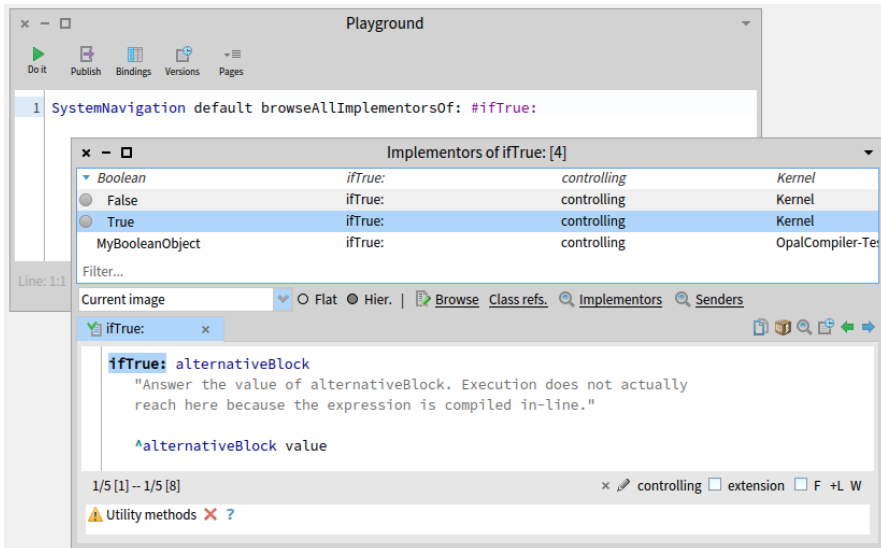 Playground
Do it Publish Bindings Versions Pages
1 SystemNavigation default browseAllImplementorsOf: #ifTrue:
Implementors of ifTrue: [4]
Boolean ifTrue: controlling Kernel
False ifTrue: controlling Kernel
True ifTrue: controlling Kernel
MyBooleanObject ifTrue: controlling OpalCompiler-Tes
Filter...
Line: 1:1
Current image Flat Hier. | Browse Class refs. Implementors Senders
ifTrue: ×
ifTrue: alternativeBlock
"Answer the value of alternativeBlock. Execution does not actually
reach here because the expression is compiled in-line."
^alternativeBlock value
1/5 [1] -- 1/5 [8] × controlling extension F +L W
Utility methods ?